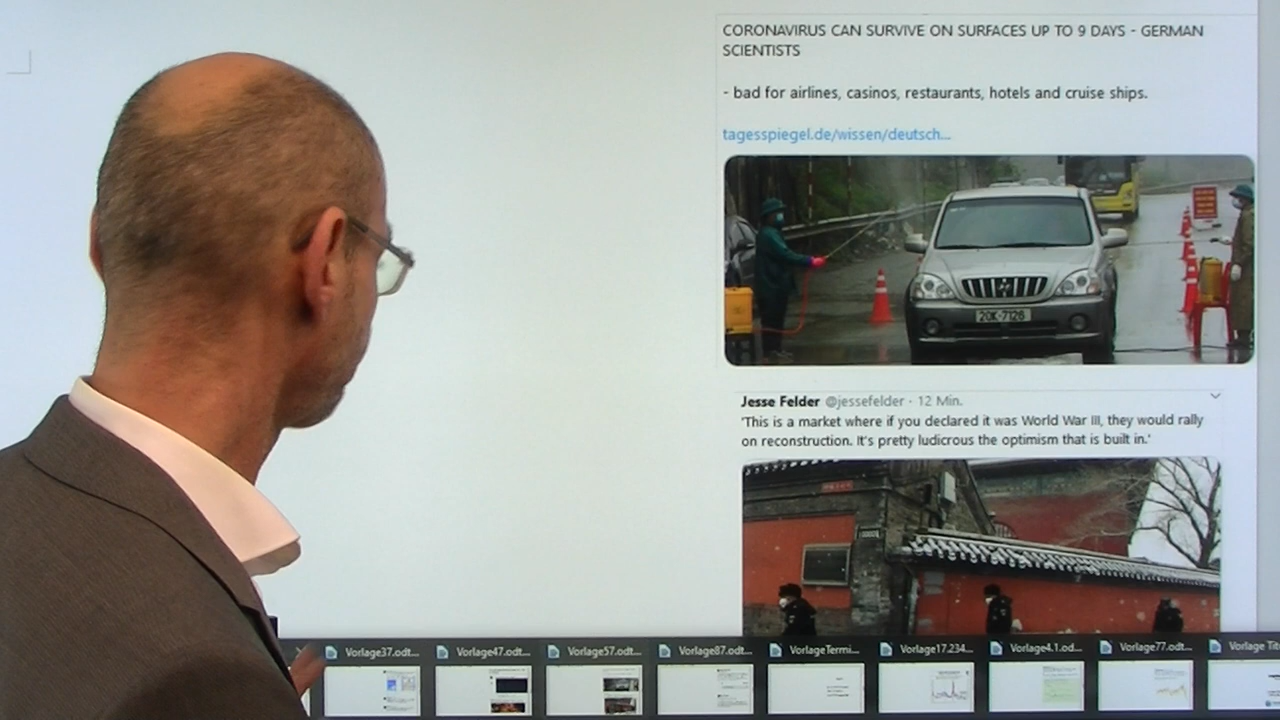 CORONAVIRUS CAN SURVIVE ON SURFACES UP TO 9 DAYS - GERMAN
SCIENTISTS
- bad for airlines, casinos, restaurants, hotels and cruise ships.
tagesspiegel.de/wissen/deutsch...
20K-7126
Jesse Felder @jessefelder · 12 Min.
'This is a market where if you declared it was World War III, they would rally
on reconstruction. It's pretty ludicrous the optimism that is built in.'
Vorlage37.odt... Vorlage47.odt... Vorlage57.odt... Vorlage87.odt... VorlageTermi... Vorlage17.234... Vorlage4.1.od... Vorlage77.odt... Vorlage Tit